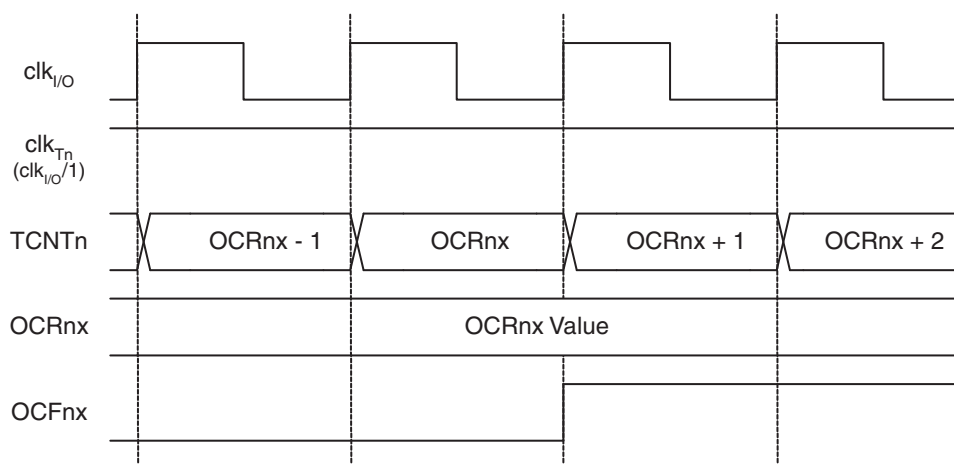 clkI/O
clkTn
(clkI/O/1)
TCNTn OCRnx - 1 OCRnx OCRnx + 1 OCRnx + 2
OCRnx OCRnx Value
OCFnx